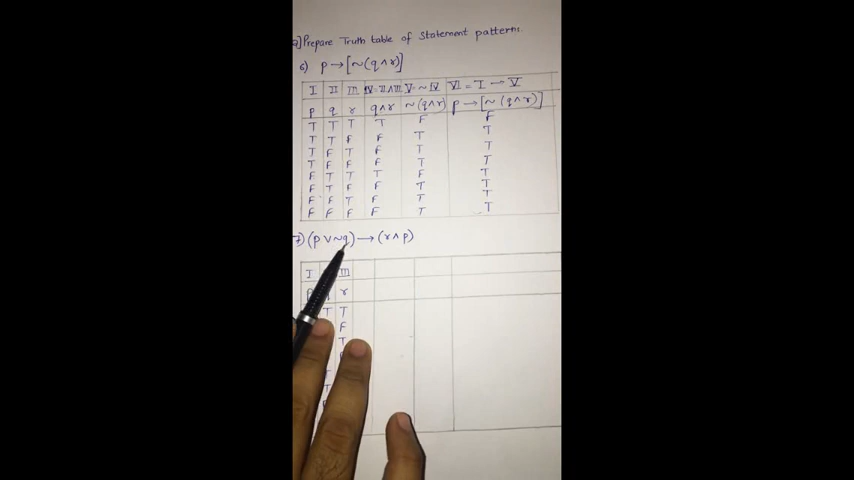 Q]Prepare Truth table of Statement pattern.
6) p→[~(q∧r)]
I II III IV=II∧III V=~IV VI = I → V
p q r q∧r ~(q∧r) p→[~(q∧r)]
T T T T F F
T T F F T T
T F T F T T
T F F F T T
F T T T F T
F T F F T T
F F T F T T
F F F F T T
7) (p∨~q)→(r∧p)
I III
r
T T
F
T
T
T